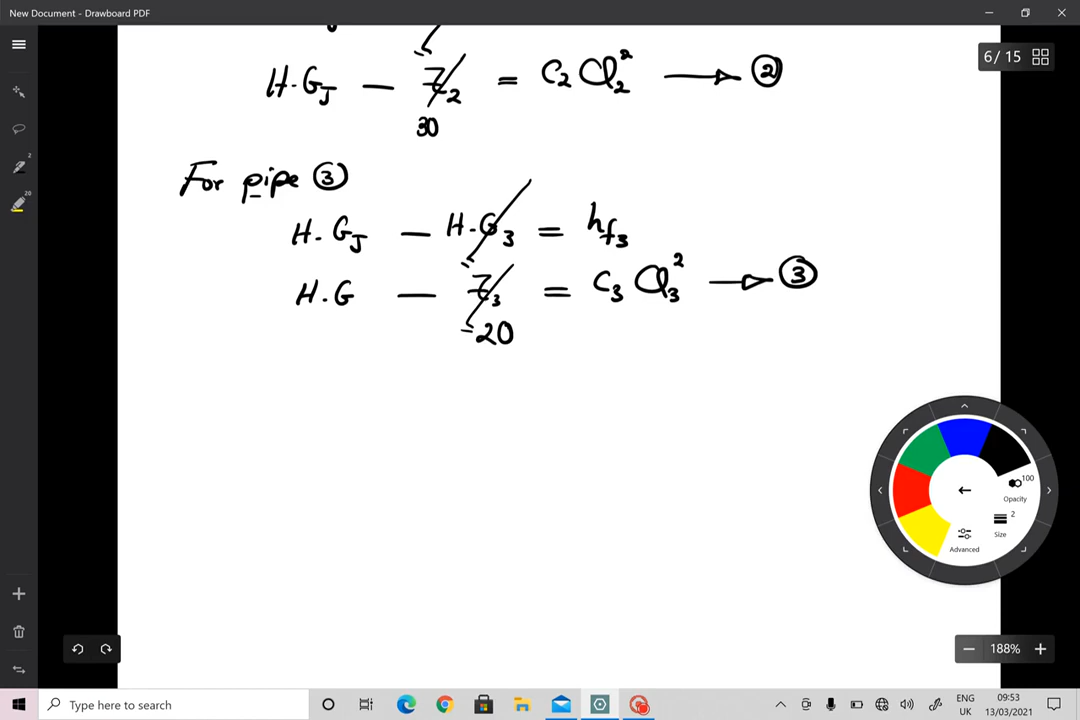 New Document - Drawboard PDF
6 / 15
H.G_J — Z_2 = C_2 Q_2^2 → ②
30
For pipe ③
H.G_J — H.G_3 = h_f3
H.G — Z_3 = C_3 Q_3^2 → ③
20
2
20
100
Opacity
2
Size
Advanced
188%
Type here to search
ENG
UK
09:53
13/03/2021